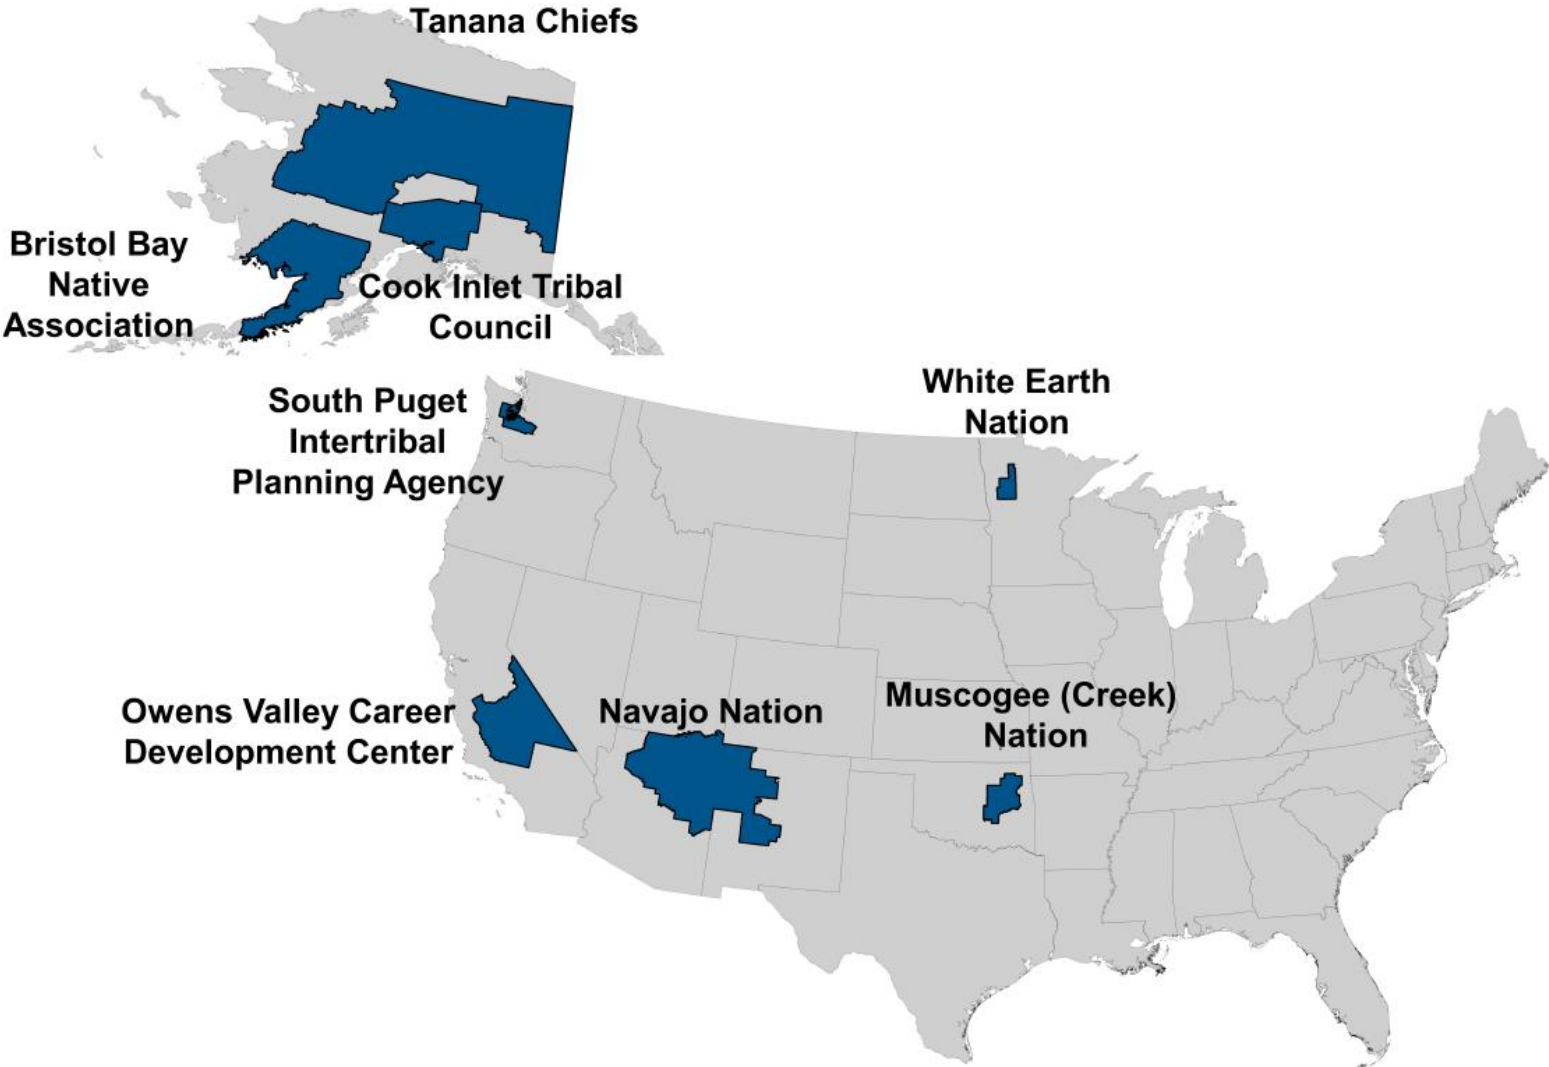 Tanana Chiefs
Bristol Bay
Native
Association
Cook Inlet Tribal
Council
South Puget
Intertribal
Planning Agency
White Earth
Nation
Owens Valley Career
Development Center
Navajo Nation
Muscogee (Creek)
Nation